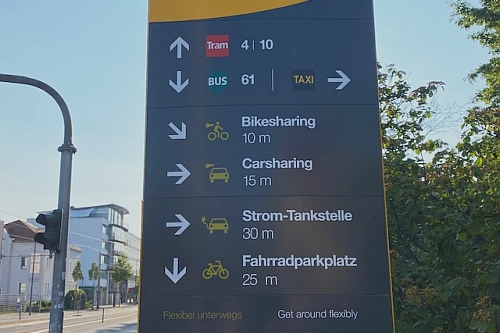 Tram 4 | 10
BUS 61 | TAXI
Bikesharing
10 m
Carsharing
15 m
Strom-Tankstelle
30 m
Fahrradparkplatz
25 m
Flexibel unterwegs Get around flexibly